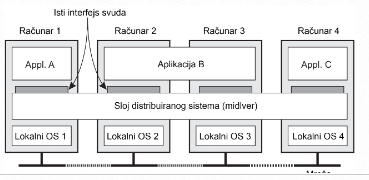 Isti interfejs svuda
Računar 1
Računar 2
Računar 3
Računar 4
Appl. A
Aplikacija B
Appl. C
Sloj distribuiranog sistema (midlver)
Lokalni OS 1
Lokalni OS 2
Lokalni OS 3
Lokalni OS 4